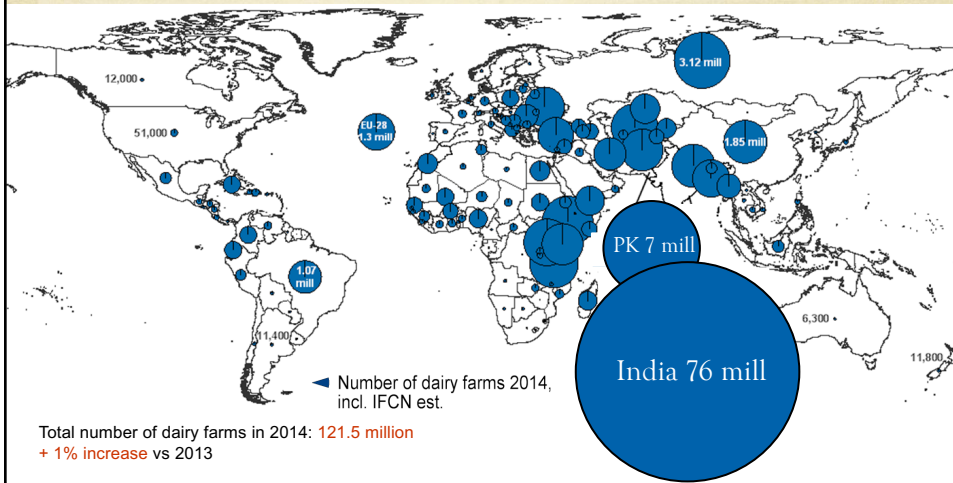 3.12 mill
12,000
51,000
EU-28
1.3 mill
1.85 mill
PK 7 mill
1.07
mill
6,300
11,400
11,800
India 76 mill
Number of dairy farms 2014,
incl. IFCN est.
Total number of dairy farms in 2014: 121.5 million
+ 1% increase vs 2013